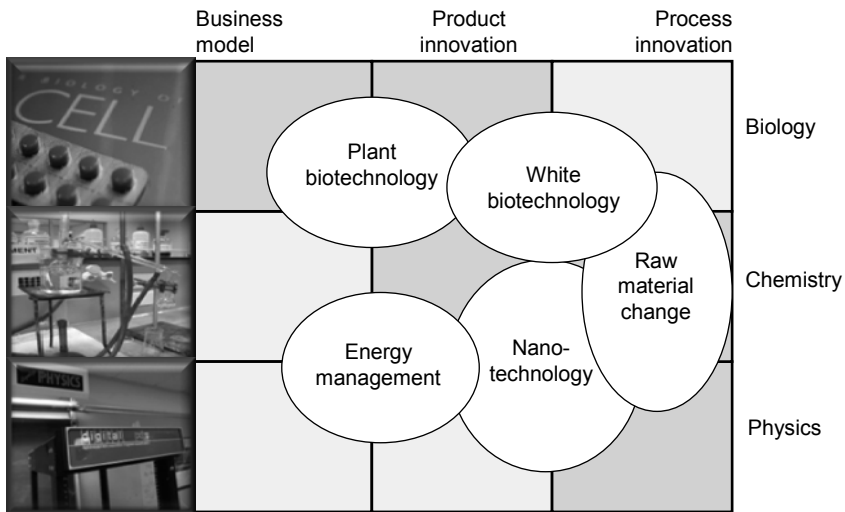 Business
model
Product
innovation
Process
innovation
CELL
Plant
biotechnology
White
biotechnology
Biology
Raw
material
change
Chemistry
Energy
management
Nano-
technology
PHYSICS
Physics